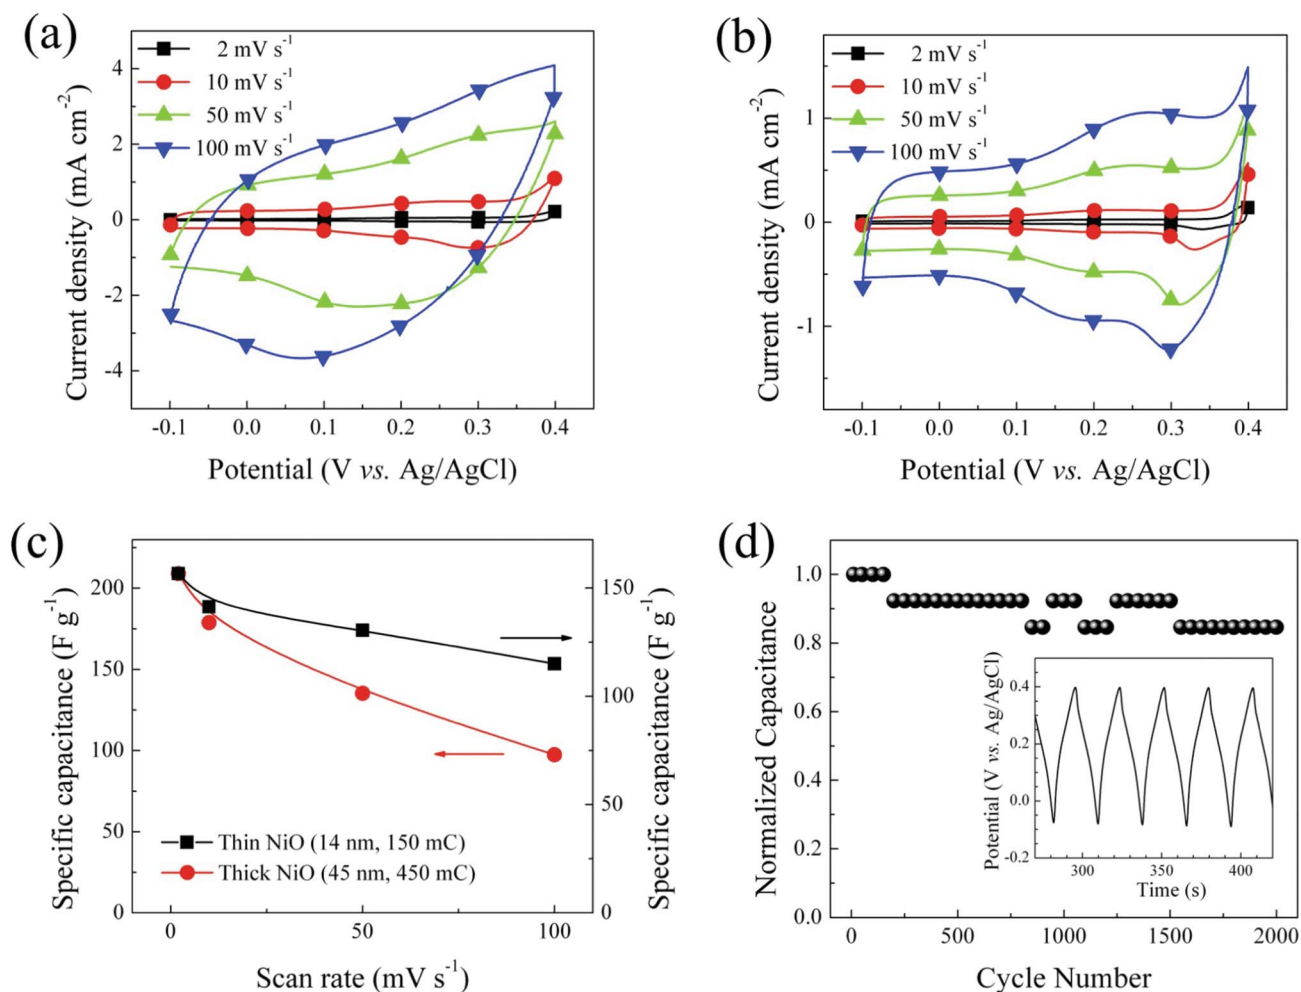 (a)
2 mV s⁻¹
10 mV s⁻¹
50 mV s⁻¹
100 mV s⁻¹
4
2
0
-2
-4
Current density (mA cm⁻²)
-0.1 0.0 0.1 0.2 0.3 0.4
Potential (V vs. Ag/AgCl)
(b)
2 mV s⁻¹
10 mV s⁻¹
50 mV s⁻¹
100 mV s⁻¹
1
0
-1
Current density (mA cm⁻²)
-0.1 0.0 0.1 0.2 0.3 0.4
Potential (V vs. Ag/AgCl)
(c)
200
150
100
50
0
Specific capacitance (F g⁻¹)
150
100
50
0
Specific capacitance (F g⁻¹)
Thin NiO (14 nm, 150 mC)
Thick NiO (45 nm, 450 mC)
0 50 100
Scan rate (mV s⁻¹)
(d)
1.0
0.8
0.6
0.4
0.2
0.0
Normalized Capacitance
0.4
0.2
0.0
-0.2
Potential (V vs. Ag/AgCl)
300 350 400
Time (s)
0 500 1000 1500 2000
Cycle Number